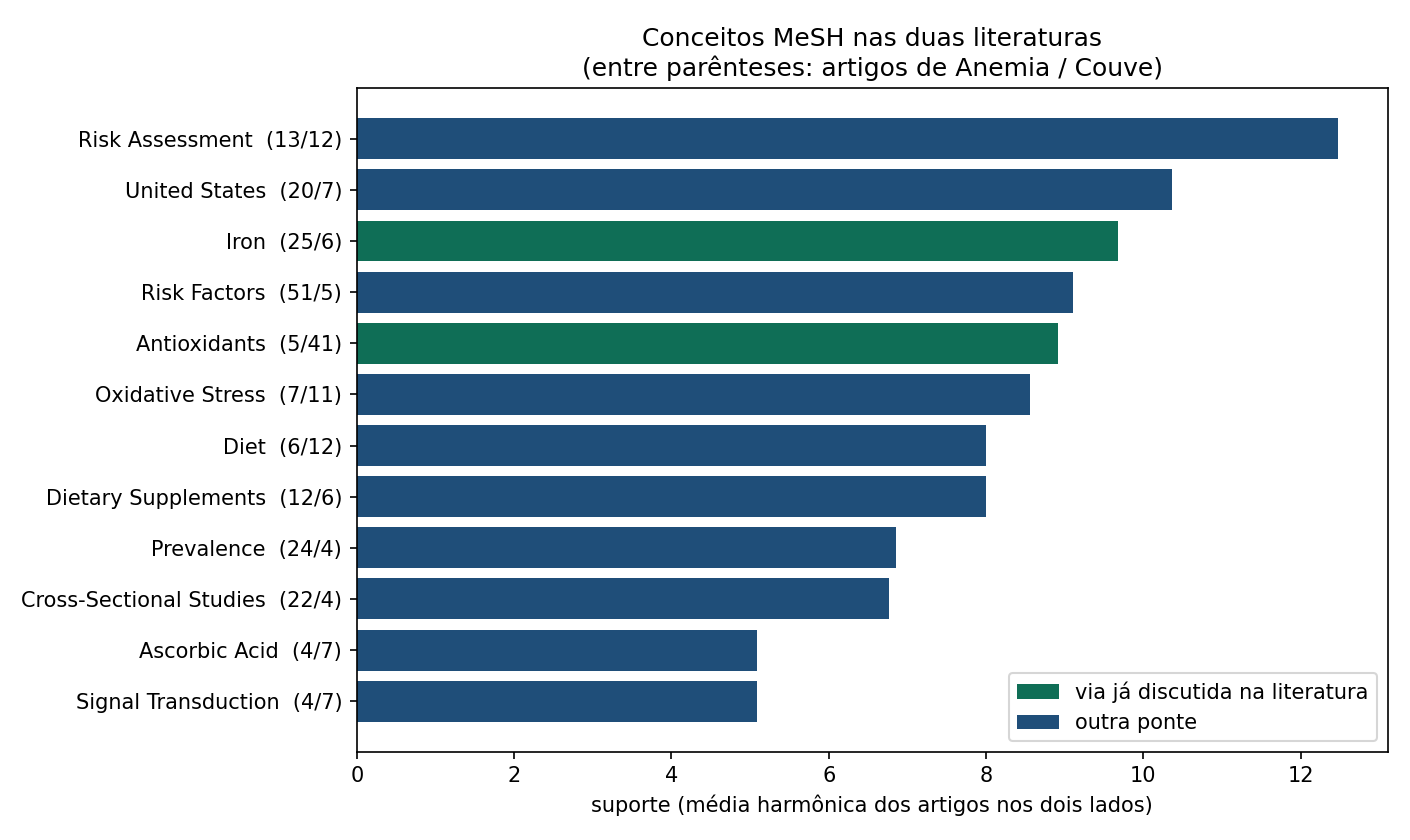 Conceitos MeSH nas duas literaturas
(entre parênteses: artigos de Anemia / Couve)
Risk Assessment (13/12)
United States (20/7)
Iron (25/6)
Risk Factors (51/5)
Antioxidants (5/41)
Oxidative Stress (7/11)
Diet (6/12)
Dietary Supplements (12/6)
Prevalence (24/4)
Cross-Sectional Studies (22/4)
Ascorbic Acid (4/7)
Signal Transduction (4/7)
via já discutida na literatura
outra ponte
0 2 4 6 8 10 12
suporte (média harmônica dos artigos nos dois lados)